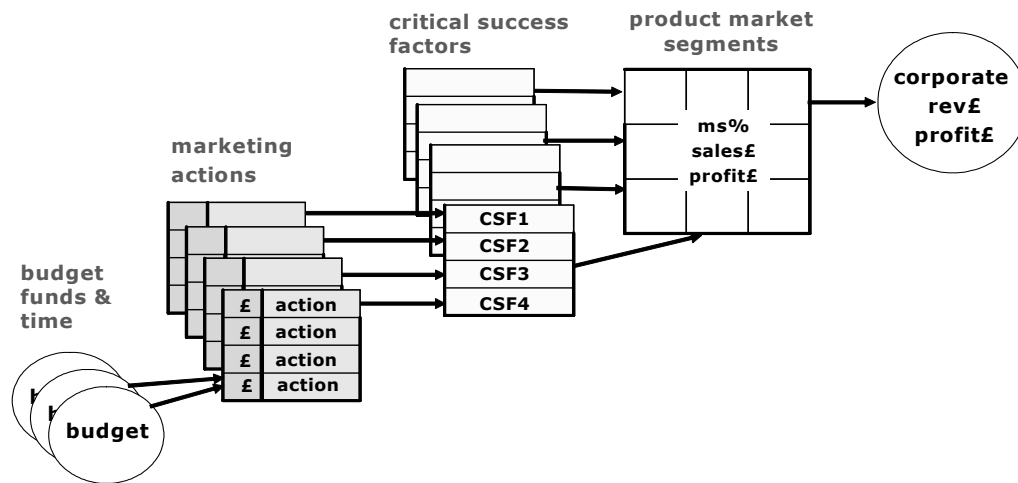 critical success
factors
product market
segments
corporate
rev£
profit£
ms%
sales£
profit£
marketing
actions
CSF1
CSF2
CSF3
CSF4
budget
funds &
time
£ action
£ action
£ action
£ action
budget